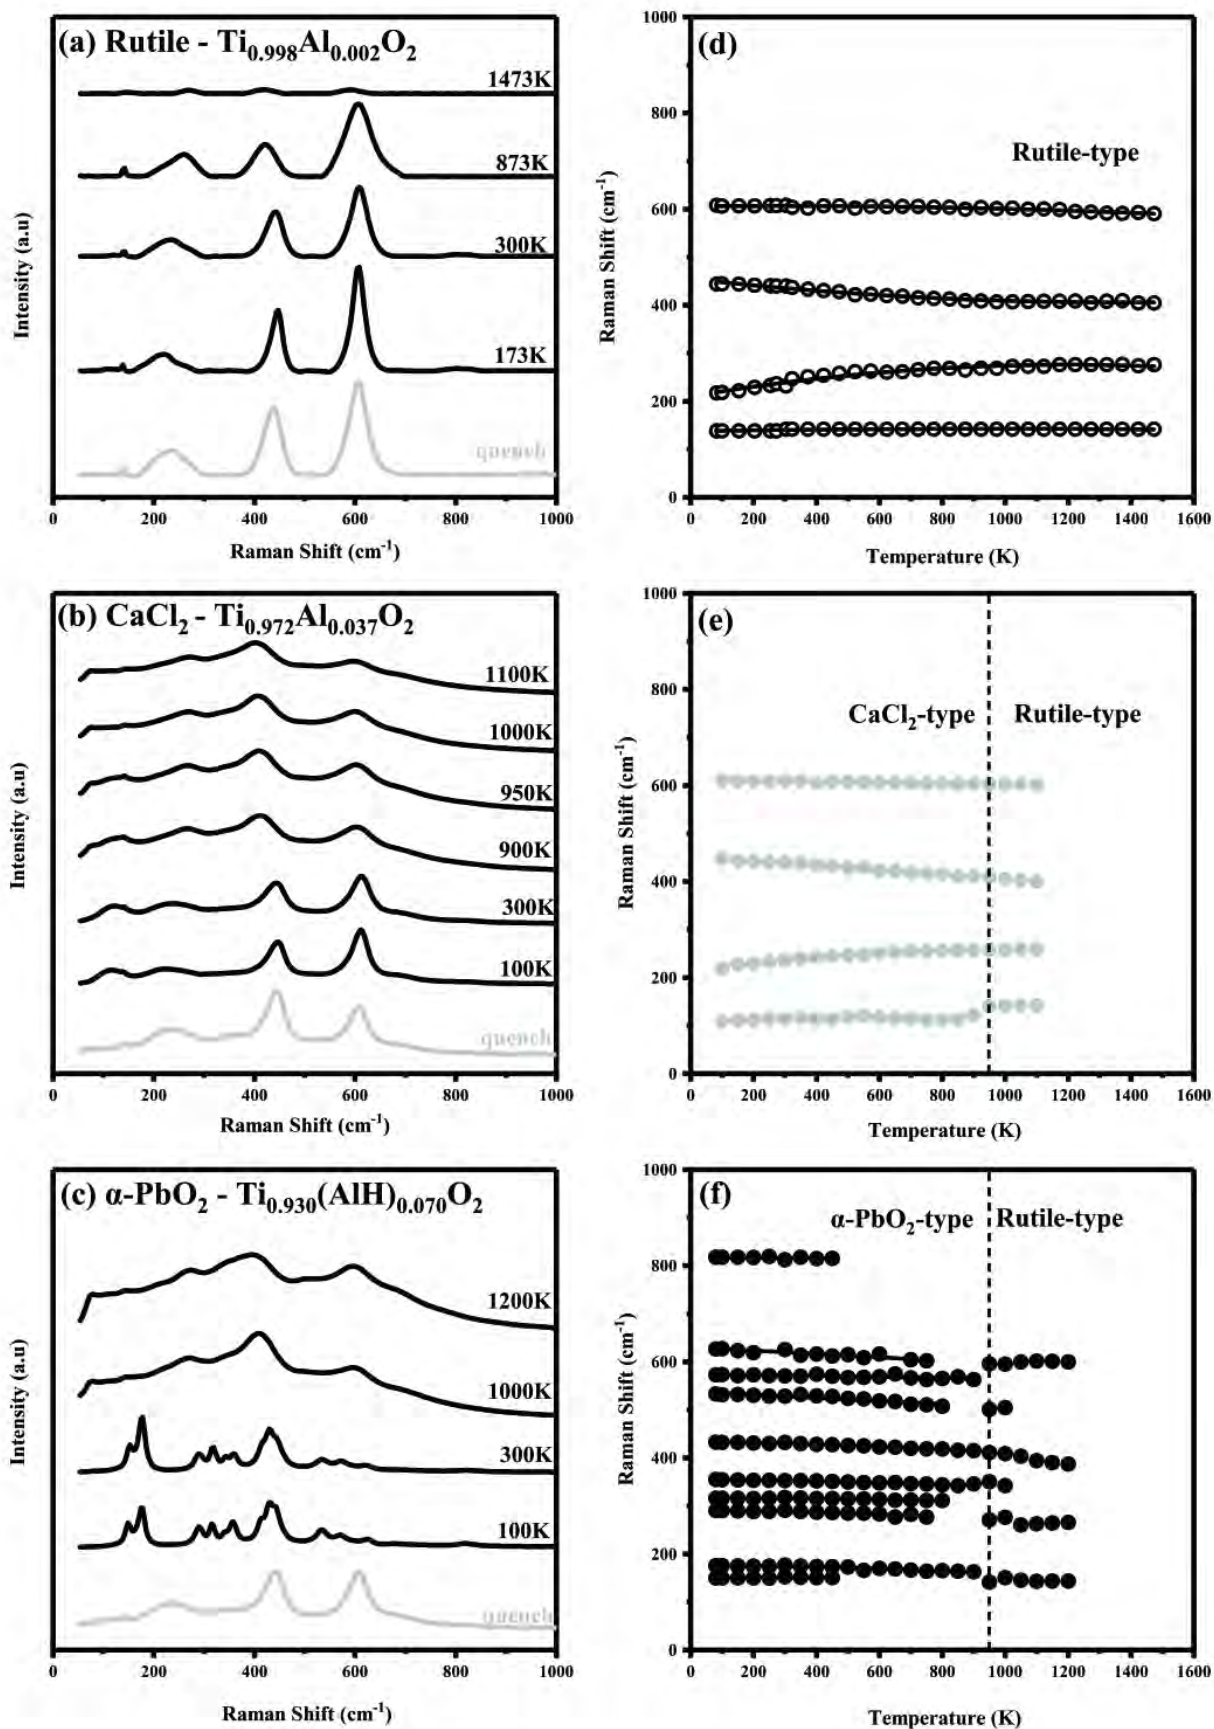 (a) Rutile - Ti0.998Al0.002O2
1473K
873K
300K
173K
quench
Intensity (a.u)
0 200 400 600 800 1000
Raman Shift (cm-1)
(d)
Rutile-type
1000
800
600
400
200
0
Raman Shift (cm-1)
0 200 400 600 800 1000 1200 1400 1600
Temperature (K)
(b) CaCl2 - Ti0.972Al0.037O2
1100K
1000K
950K
900K
300K
100K
quench
Intensity (a.u)
0 200 400 600 800 1000
Raman Shift (cm-1)
(e)
CaCl2-type Rutile-type
1000
800
600
400
200
0
Raman Shift (cm-1)
0 200 400 600 800 1000 1200 1400 1600
Temperature (K)
(c) α-PbO2 - Ti0.930(AlH)0.070O2
1200K
1000K
300K
100K
quench
Intensity (a.u)
0 200 400 600 800 1000
Raman Shift (cm-1)
(f)
α-PbO2-type Rutile-type
1000
800
600
400
200
0
Raman Shift (cm-1)
0 200 400 600 800 1000 1200 1400 1600
Temperature (K)